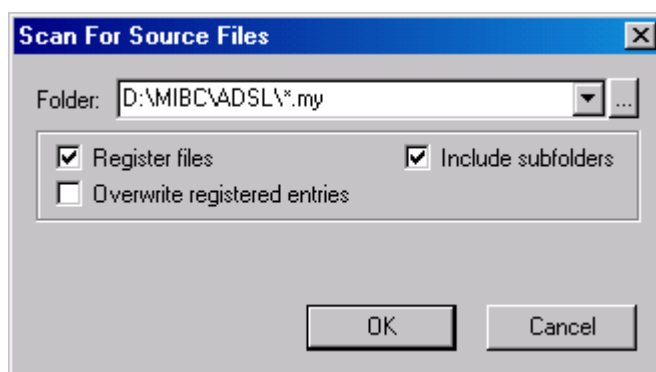 Scan For Source Files
Folder: D:\MIBC\ADSL\*.my ...
Register files Include subfolders
Overwrite registered entries
OK Cancel